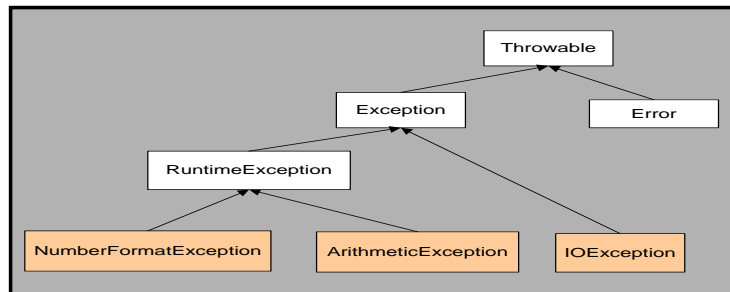 Throwable
Exception
Error
RuntimeException
NumberFormatException
ArithmeticException
IOException